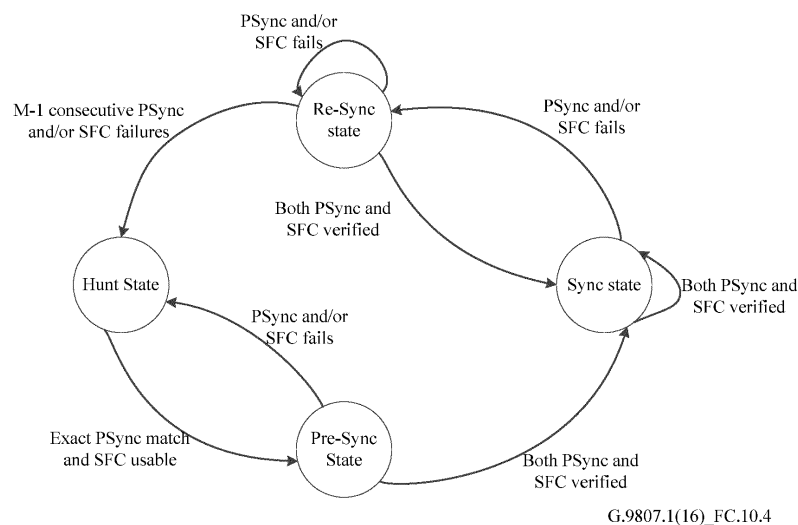 PSync and/or
SFC fails
M-1 consecutive PSync
and/or SFC failures
Re-Sync
state
PSync and/or
SFC fails
Both PSync and
SFC verified
Hunt State
Sync state
Both PSync and
SFC verified
PSync and/or
SFC fails
Exact PSync match
and SFC usable
Pre-Sync
State
Both PSync and
SFC verified
G.9807.1(16)_FC.10.4